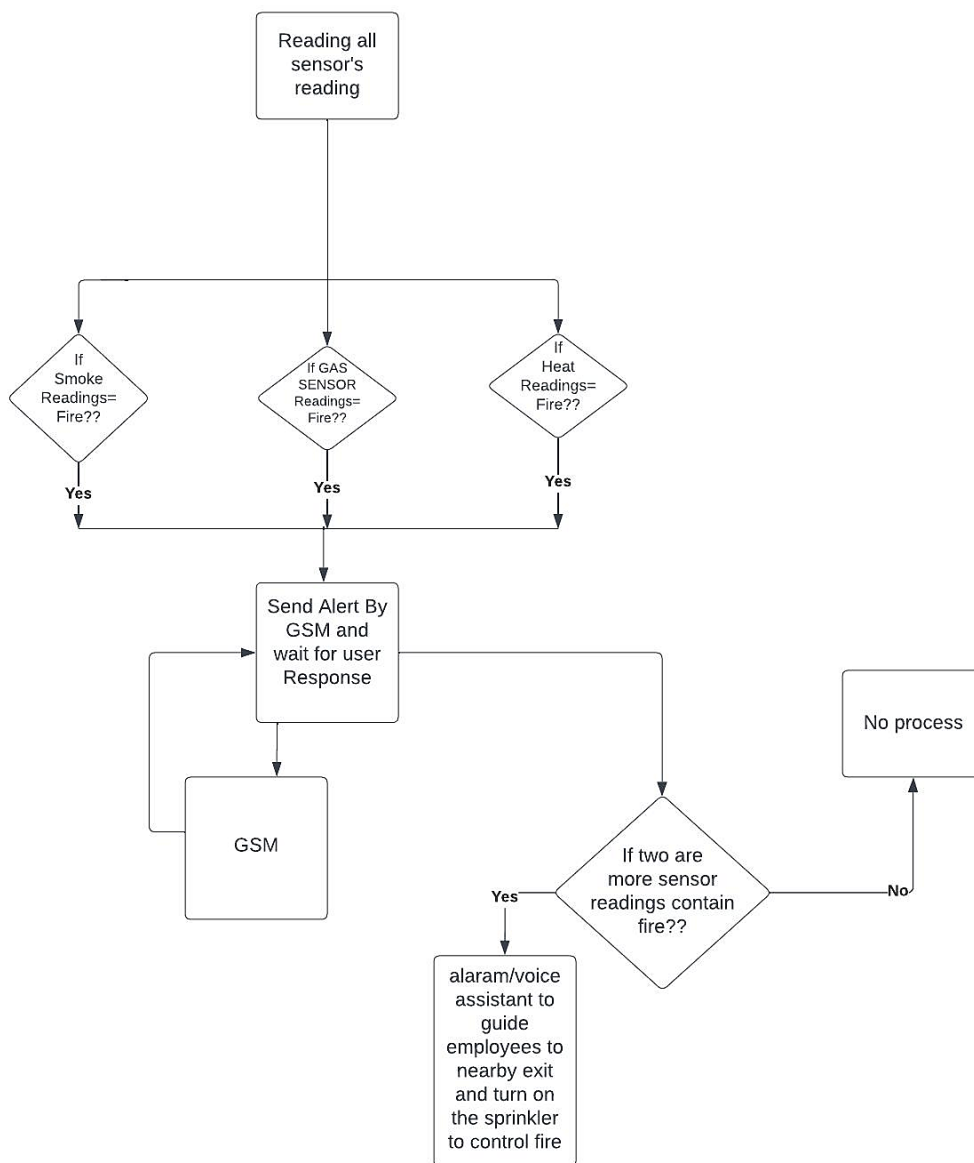 Reading all
sensor's
reading
If
Smoke
Readings=
Fire??
If GAS
SENSOR
Readings=
Fire??
If
Heat
Readings=
Fire??
Yes
Yes
Yes
Send Alert By
GSM and
wait for user
Response
GSM
No process
If two are
more sensor
readings contain
fire??
Yes
No
alaram/voice
assistant to
guide
employees to
nearby exit
and turn on
the sprinkler
to control fire